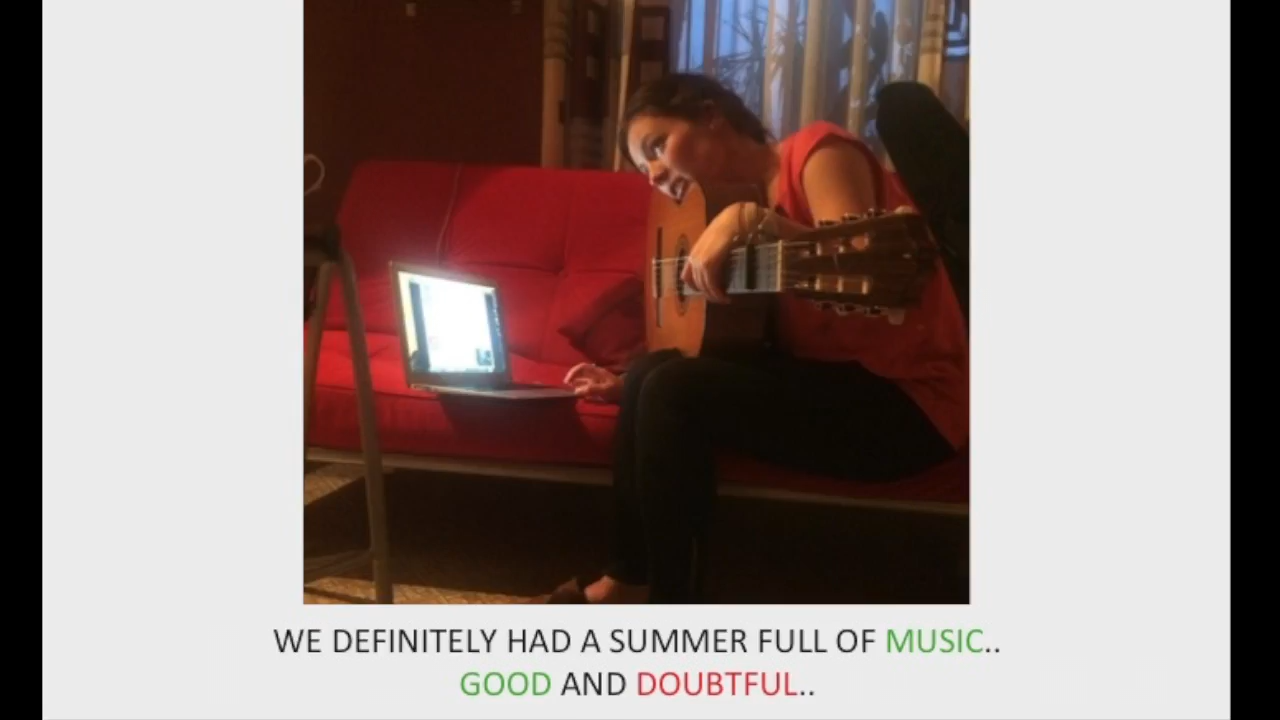 WE DEFINITELY HAD A SUMMER FULL OF MUSIC..
GOOD AND DOUBTFUL..